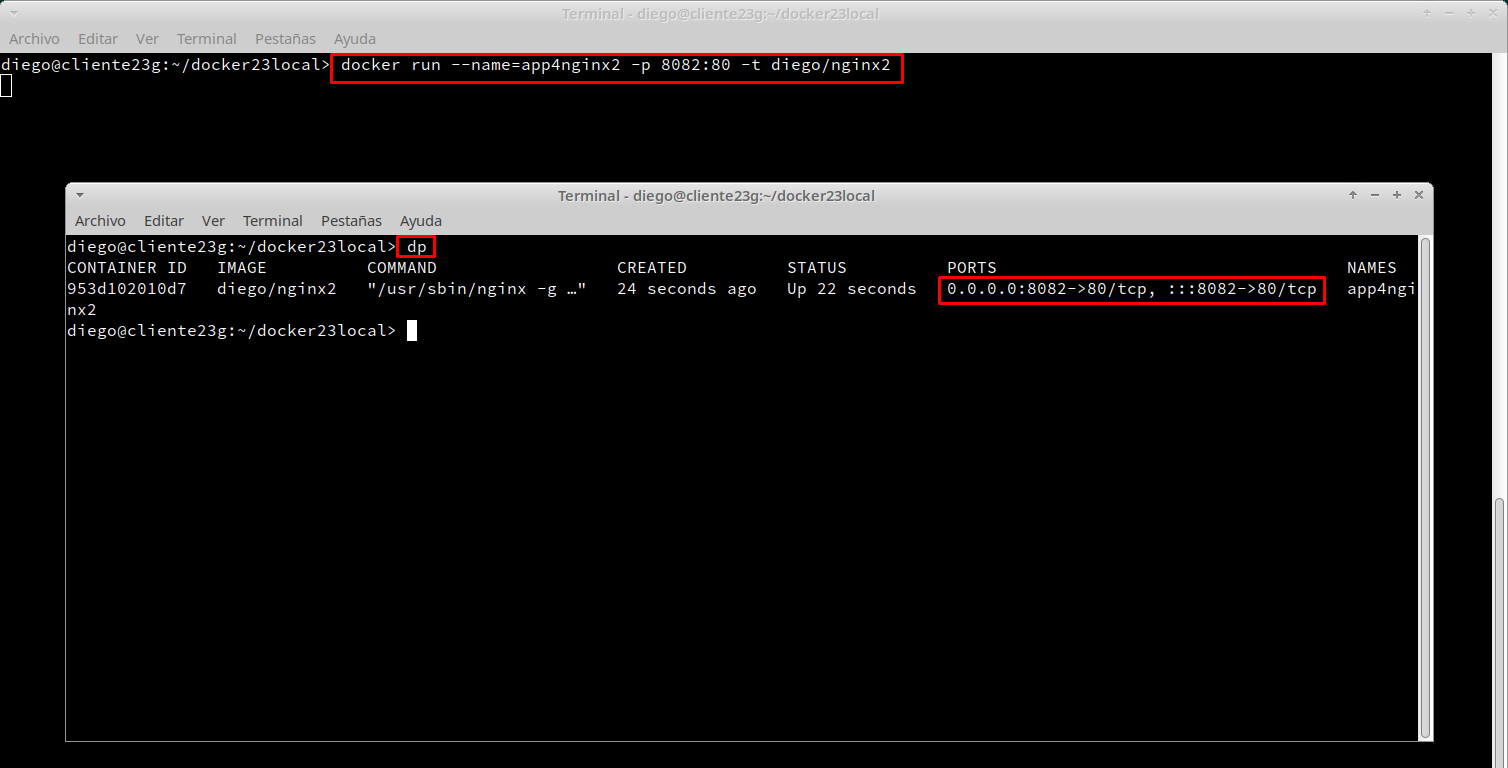 Terminal - diego@cliente23g:~/docker23local
Archivo Editar Ver Terminal Pestañas Ayuda
diego@cliente23g:~/docker23local> docker run --name=app4nginx2 -p 8082:80 -t diego/nginx2
Terminal - diego@cliente23g:~/docker23local
Archivo Editar Ver Terminal Pestañas Ayuda
diego@cliente23g:~/docker23local> dp
CONTAINER ID   IMAGE          COMMAND                  CREATED          STATUS          PORTS                                   NAMES
953d102010d7   diego/nginx2   "/usr/sbin/nginx -g …"   24 seconds ago   Up 22 seconds   0.0.0.0:8082->80/tcp, :::8082->80/tcp   app4ngi
nx2
diego@cliente23g:~/docker23local>